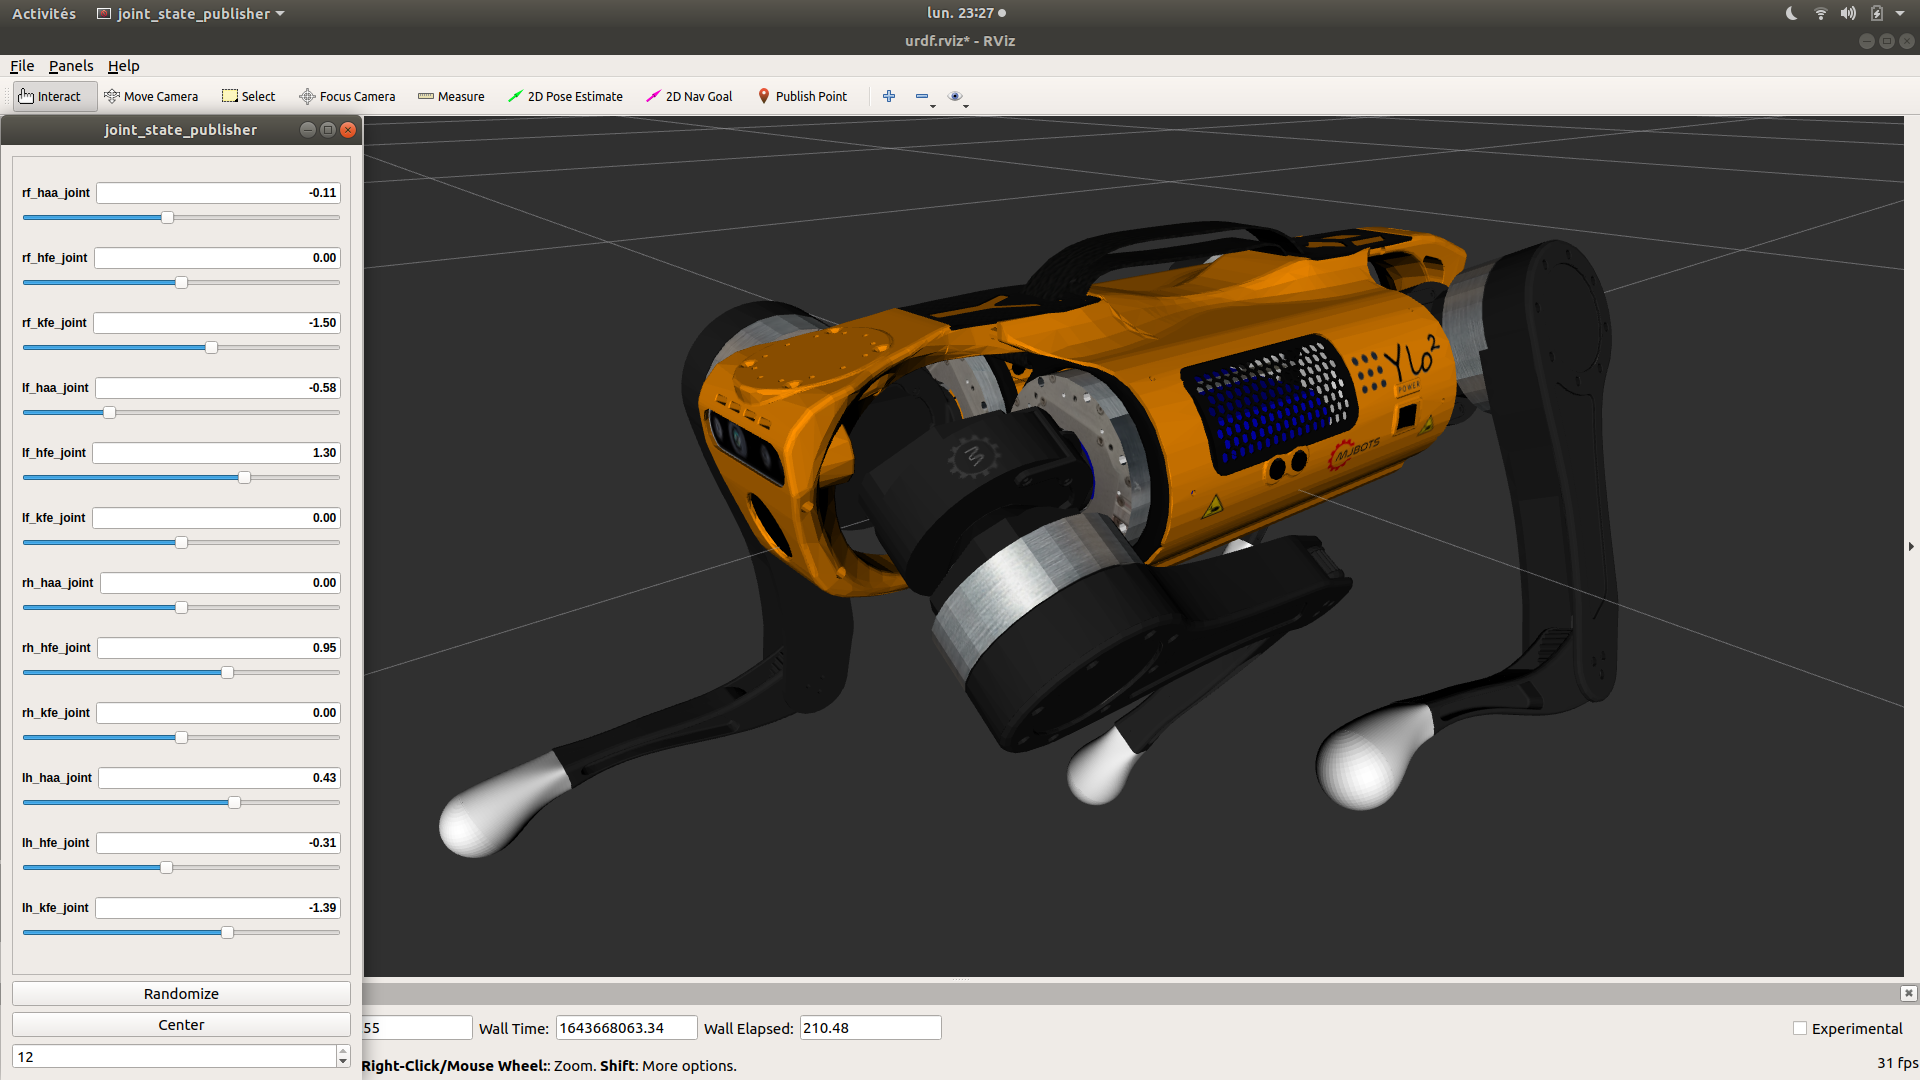 Activités joint_state_publisher lun. 23:27
urdf.rviz* - RViz
File Panels Help
Interact Move Camera Select Focus Camera Measure 2D Pose Estimate 2D Nav Goal Publish Point
joint_state_publisher
rf_haa_joint -0.11
rf_hfe_joint 0.00
rf_kfe_joint -1.50
lf_haa_joint -0.58
lf_hfe_joint 1.30
lf_kfe_joint 0.00
rh_haa_joint 0.00
rh_hfe_joint 0.95
rh_kfe_joint 0.00
lh_haa_joint 0.43
lh_hfe_joint -0.31
lh_kfe_joint -1.39
Randomize
Center
12
Ylo2
POWER
MJBOTS
M
55 Wall Time: 1643668063.34 Wall Elapsed: 210.48 Experimental
Right-Click/Mouse Wheel:: Zoom. Shift: More options. 31 fps